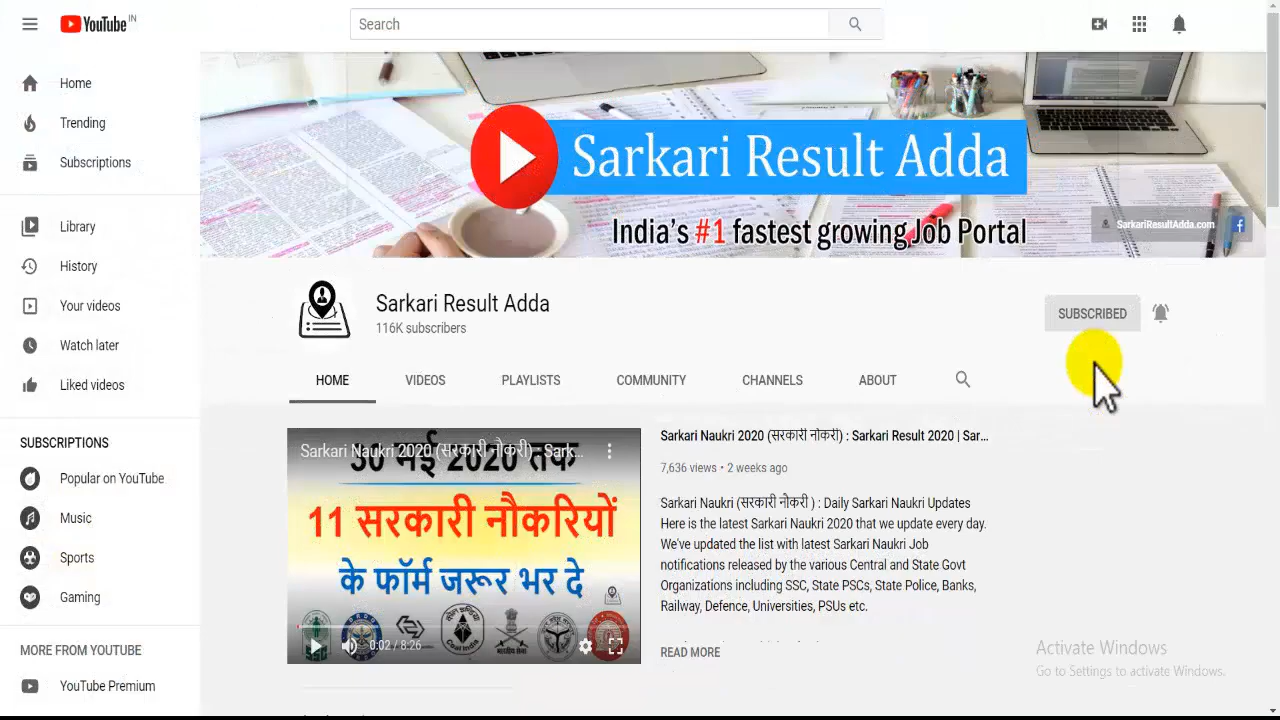 YouTube IN
Search
Home
Trending
Subscriptions
Library
History
Your videos
Watch later
Liked videos
SUBSCRIPTIONS
Popular on YouTube
Music
Sports
Gaming
MORE FROM YOUTUBE
YouTube Premium
Sarkari Result Adda
India's #1 fastest growing Job Portal
SarkariResultAdda.com
Sarkari Result Adda
116K subscribers
SUBSCRIBED
HOME VIDEOS PLAYLISTS COMMUNITY CHANNELS ABOUT
Sarkari Naukri 2020 (सरकारी नौकरी) : Sark...
30 मई 2020 तक
11 सरकारी नौकरियों
के फॉर्म जरूर भर दे
0:02 / 8:26
Sarkari Naukri 2020 (सरकारी नोकरी) : Sarkari Result 2020 | Sar...
7,636 views • 2 weeks ago
Sarkari Naukri (सरकारी नौकरी ) : Daily Sarkari Naukri Updates
Here is the latest Sarkari Naukri 2020 that we update every day.
We've updated the list with latest Sarkari Naukri Job
notifications released by the various Central and State Govt
Organizations including SSC, State PSCs, State Police, Banks,
Railway, Defence, Universities, PSUs etc.
READ MORE
Activate Windows
Go to Settings to activate Windows.